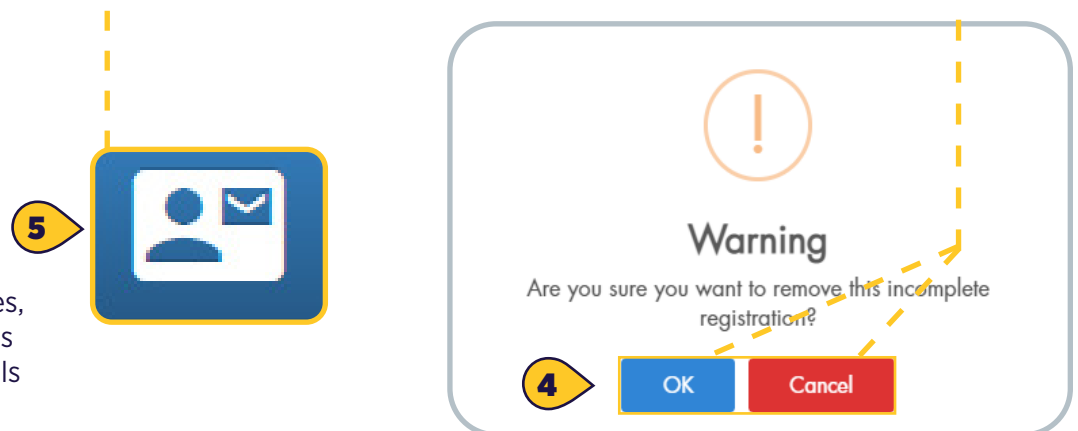 5
es,
s
ls
Warning
Are you sure you want to remove this incomplete
registration?
4
OK
Cancel